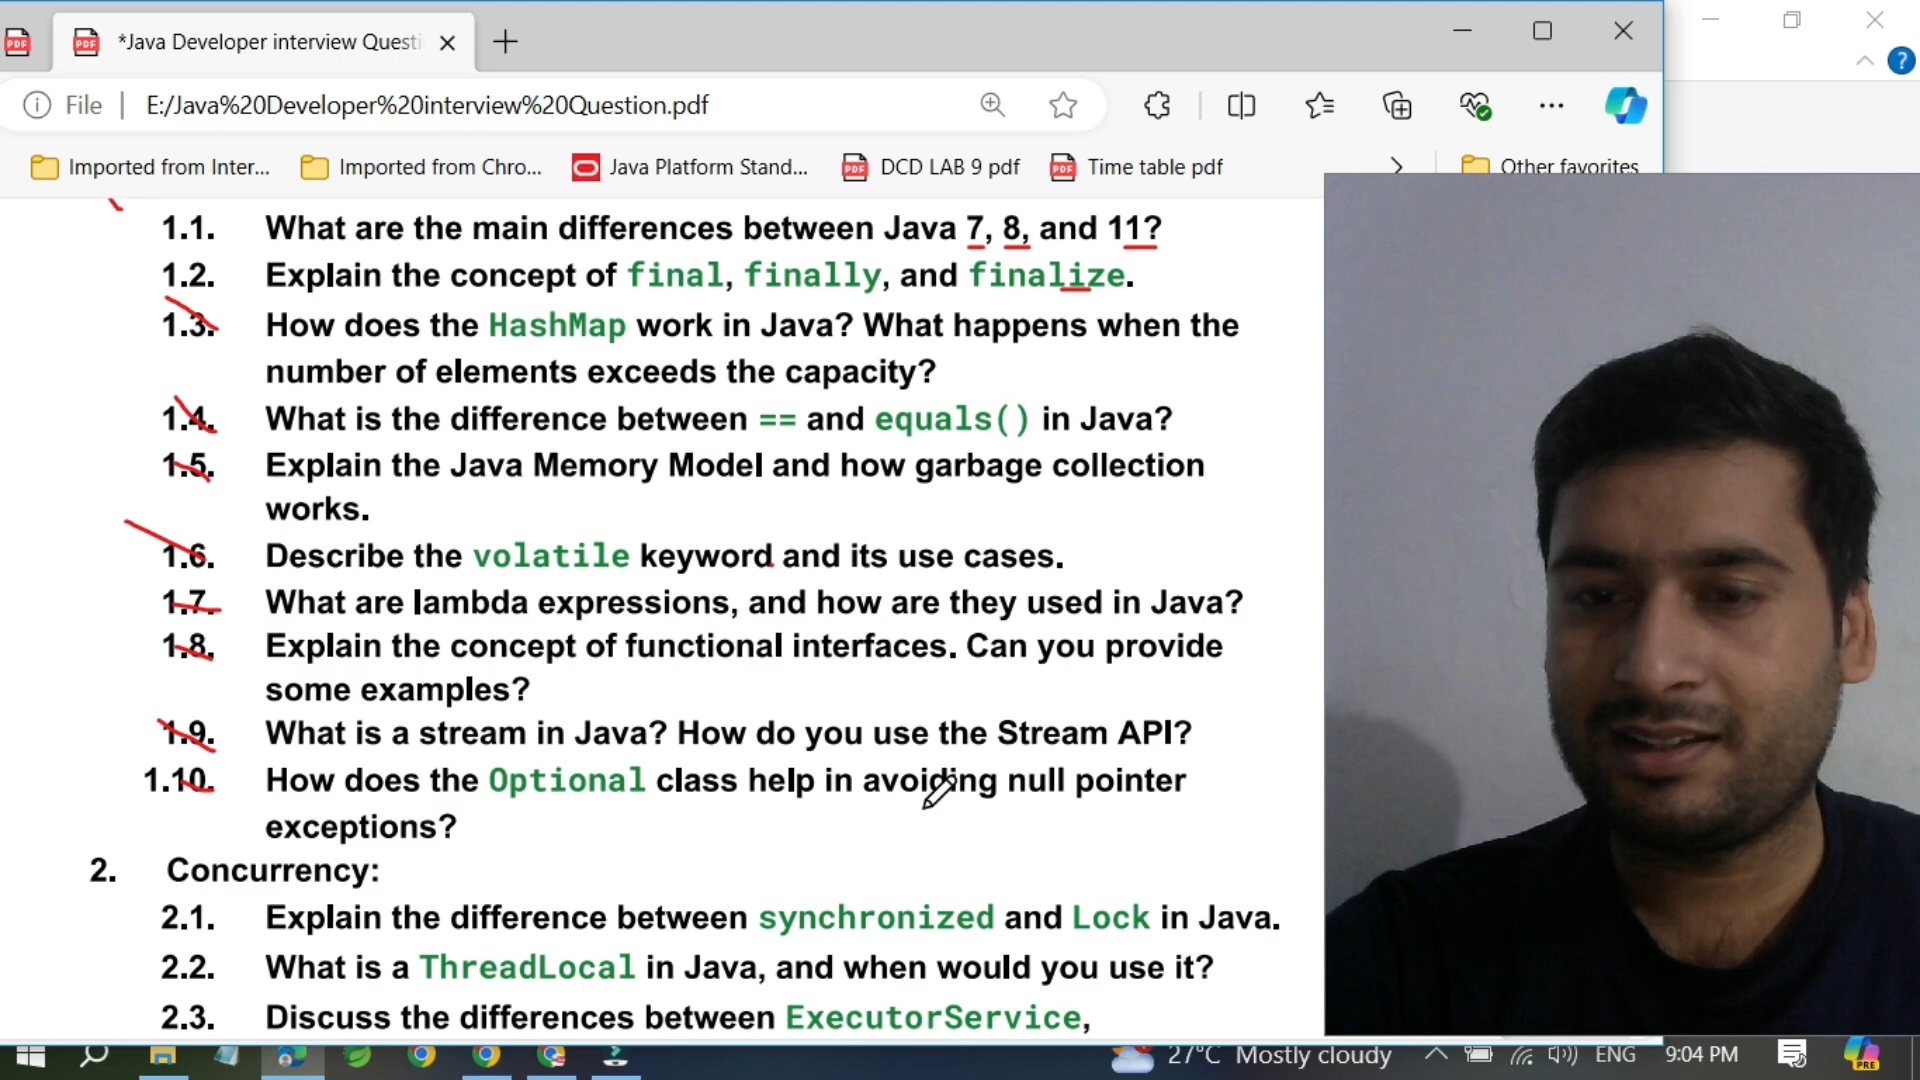 *Java Developer interview Questi
File
E:/Java%20Developer%20interview%20Question.pdf
Imported from Inter...
Imported from Chro...
Java Platform Stand...
DCD LAB 9 pdf
Time table pdf
Other favorites
1.1. What are the main differences between Java 7, 8, and 11?
1.2. Explain the concept of final, finally, and finalize.
1.3. How does the HashMap work in Java? What happens when the
number of elements exceeds the capacity?
1.4. What is the difference between == and equals() in Java?
1.5. Explain the Java Memory Model and how garbage collection
works.
1.6. Describe the volatile keyword and its use cases.
1.7. What are lambda expressions, and how are they used in Java?
1.8. Explain the concept of functional interfaces. Can you provide
some examples?
1.9. What is a stream in Java? How do you use the Stream API?
1.10. How does the Optional class help in avoiding null pointer
exceptions?
2. Concurrency:
2.1. Explain the difference between synchronized and Lock in Java.
2.2. What is a ThreadLocal in Java, and when would you use it?
2.3. Discuss the differences between ExecutorService,
27°C Mostly cloudy
ENG
9:04 PM
PRE